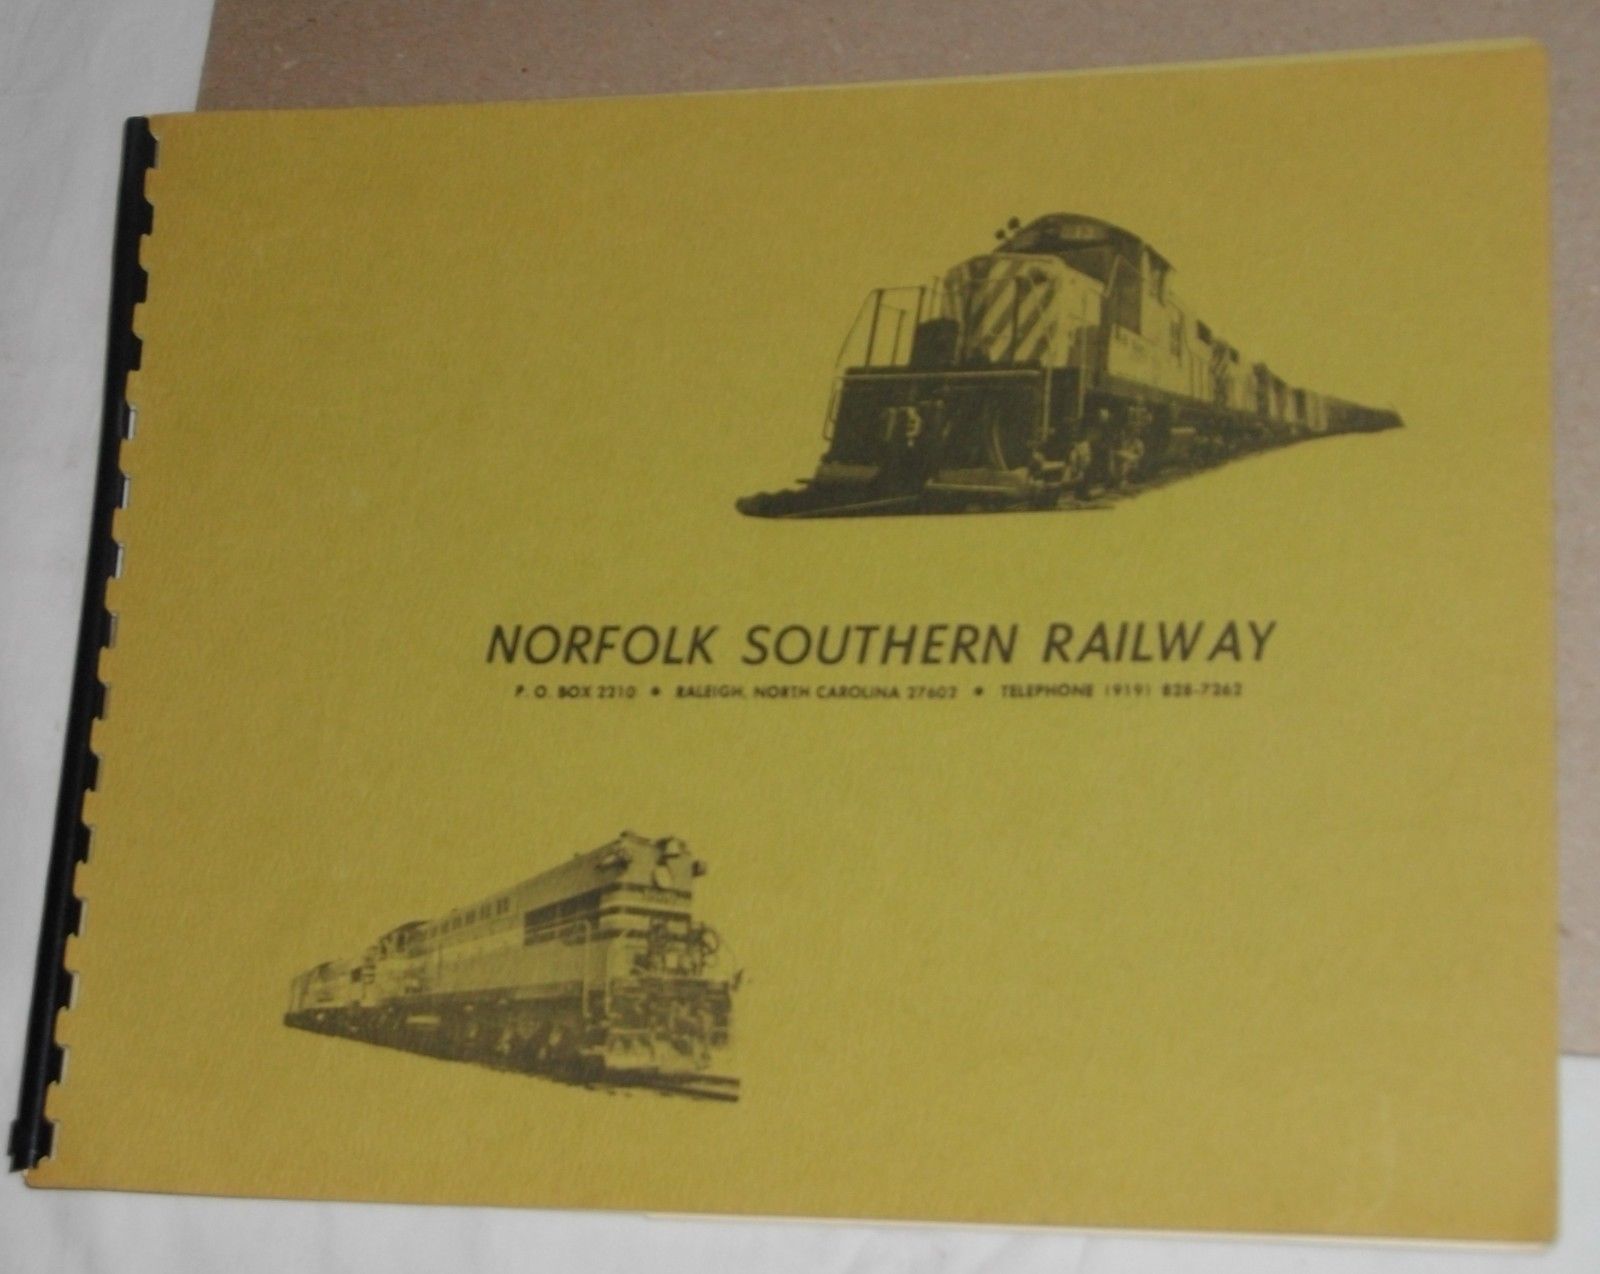 NORFOLK SOUTHERN RAILWAY
P. O. BOX 2210 • RALEIGH, NORTH CAROLINA 27602 • TELEPHONE (919) 828-7262